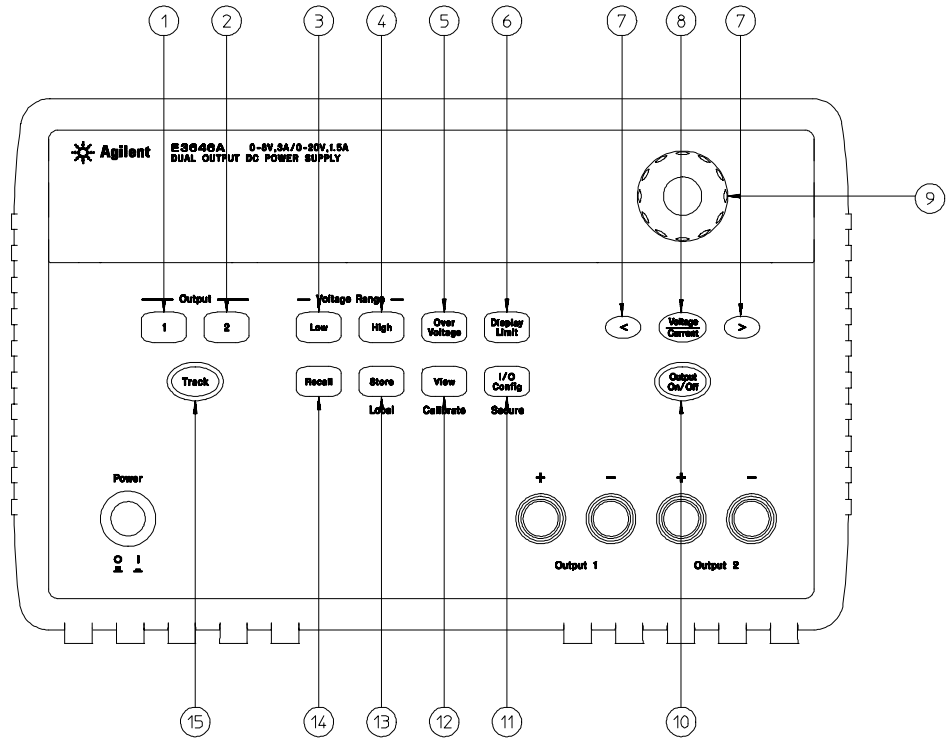 1 2 3 4 5 6 7 8 7
Agilent E3646A 0-8V,3A/0-20V,1.5A
DUAL OUTPUT DC POWER SUPPLY
9
Output Voltage Range
1 2 Low High Over Voltage Display Limit < Voltage Current >
Track Recall Store View I/O Config Output On/Off
Local Calibrate Secure
Power + - + -
O I
Output 1 Output 2
15 14 13 12 11 10